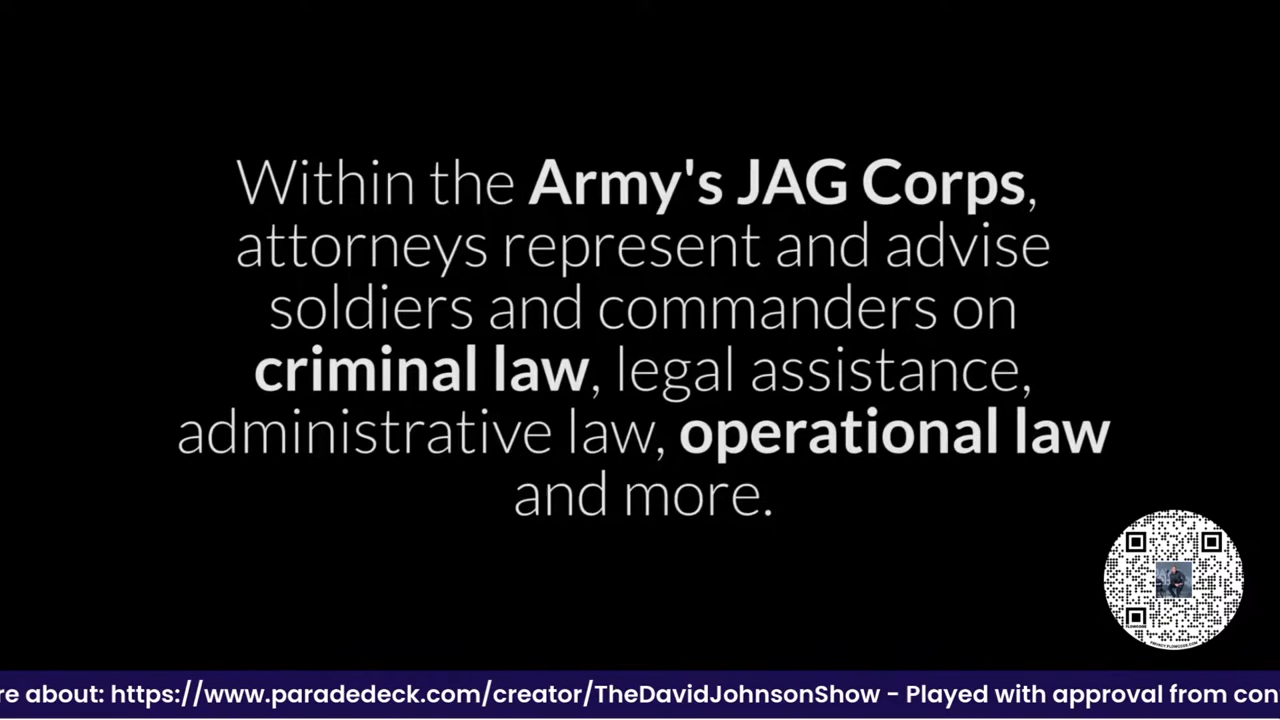 Within the Army's JAG Corps,
attorneys represent and advise
soldiers and commanders on
criminal law, legal assistance,
administrative law, operational law
and more.
re about: https://www.paradedeck.com/creator/TheDavidJohnsonShow - Played with approval from con